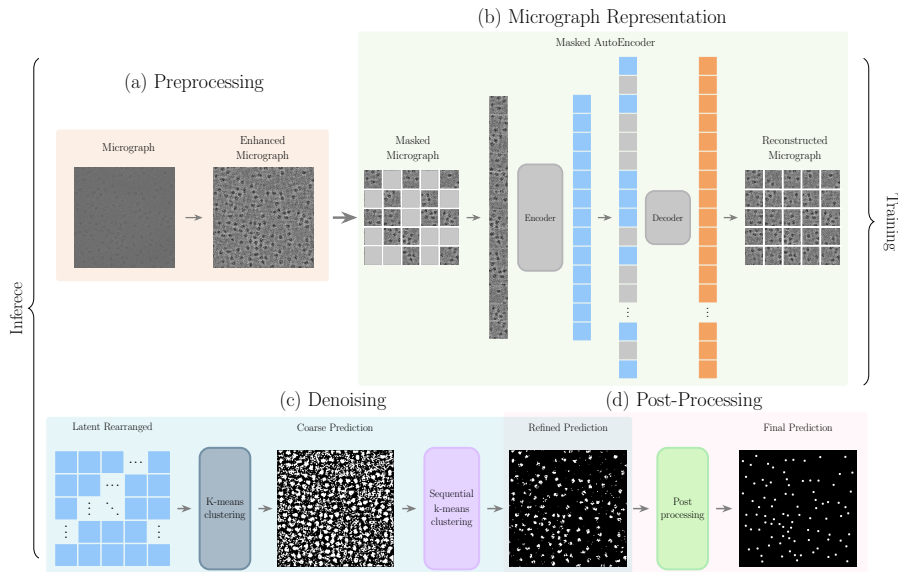 (b) Micrograph Representation
Masked AutoEncoder
(a) Preprocessing
Micrograph
Enhanced
Micrograph
Masked
Micrograph
Encoder
Decoder
Reconstructed
Micrograph
Training
Inferece
(c) Denoising
(d) Post-Processing
Latent Rearranged
K-means
clustering
Coarse Prediction
Sequential
k-means
clustering
Refined Prediction
Post
processing
Final Prediction